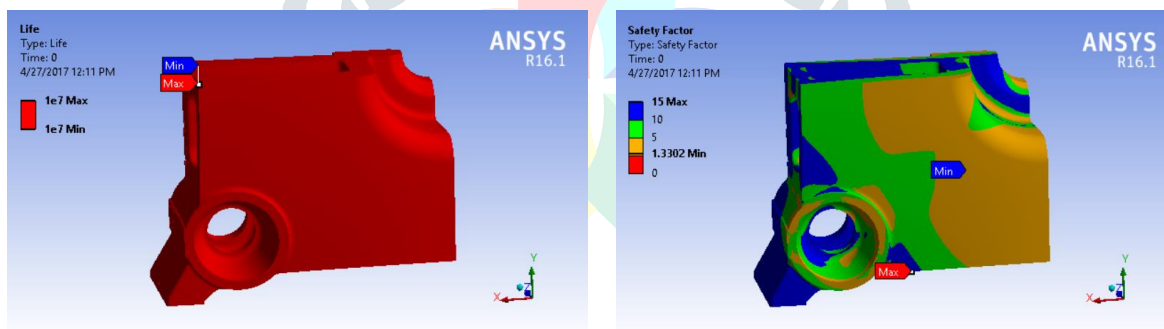 Life
Type: Life
Time: 0
4/27/2017 12:11 PM
1e7 Max
1e7 Min
Min
Max
ANSYS
R16.1
Y
X
Z
Safety Factor
Type: Safety Factor
Time: 0
4/27/2017 12:11 PM
15 Max
10
5
1.3302 Min
0
Min
Max
ANSYS
R16.1
Y
X
Z